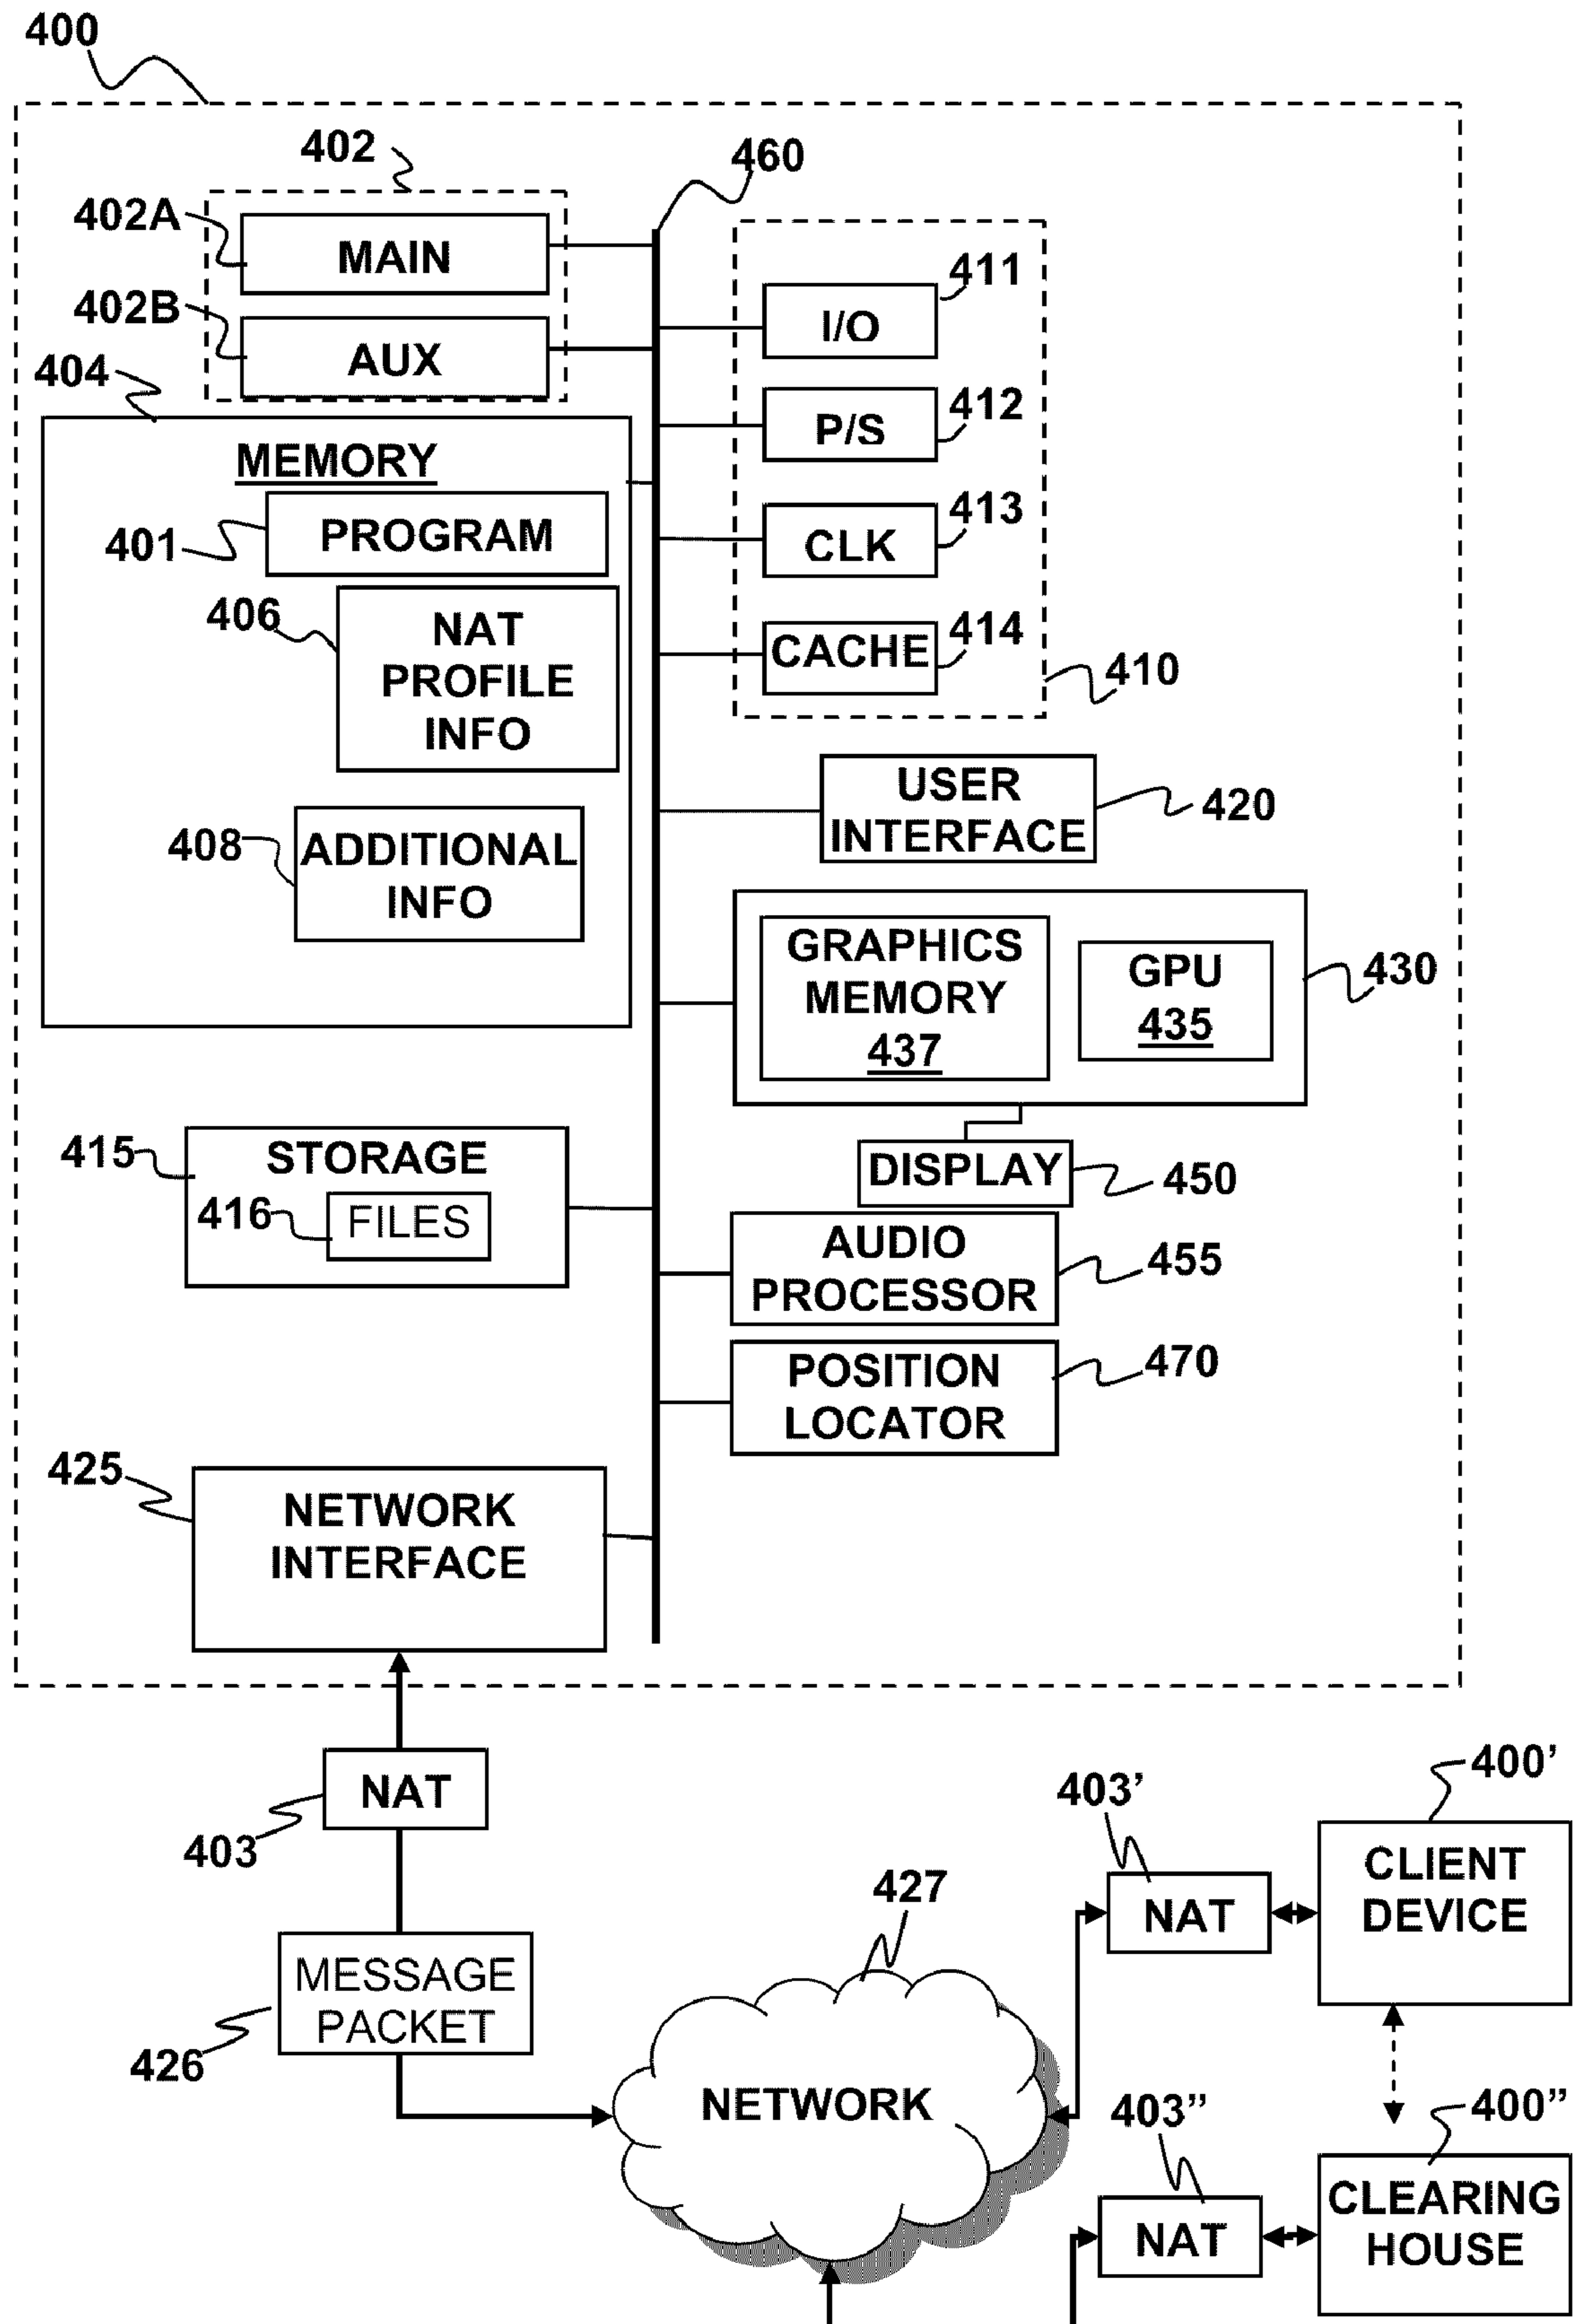 400
402
460
402A
MAIN
411
I/O
402B
AUX
404
412
P/S
MEMORY
401
PROGRAM
413
CLK
406
NAT
PROFILE
INFO
414
CACHE
410
408
ADDITIONAL
INFO
USER
INTERFACE
420
GRAPHICS
MEMORY
437
GPU
435
430
415
STORAGE
416
FILES
DISPLAY
450
AUDIO
PROCESSOR
455
POSITION
LOCATOR
470
425
NETWORK
INTERFACE
NAT
403
400’
403’
CLIENT
DEVICE
NAT
427
MESSAGE
PACKET
426
NETWORK
403”
400”
NAT
CLEARING
HOUSE